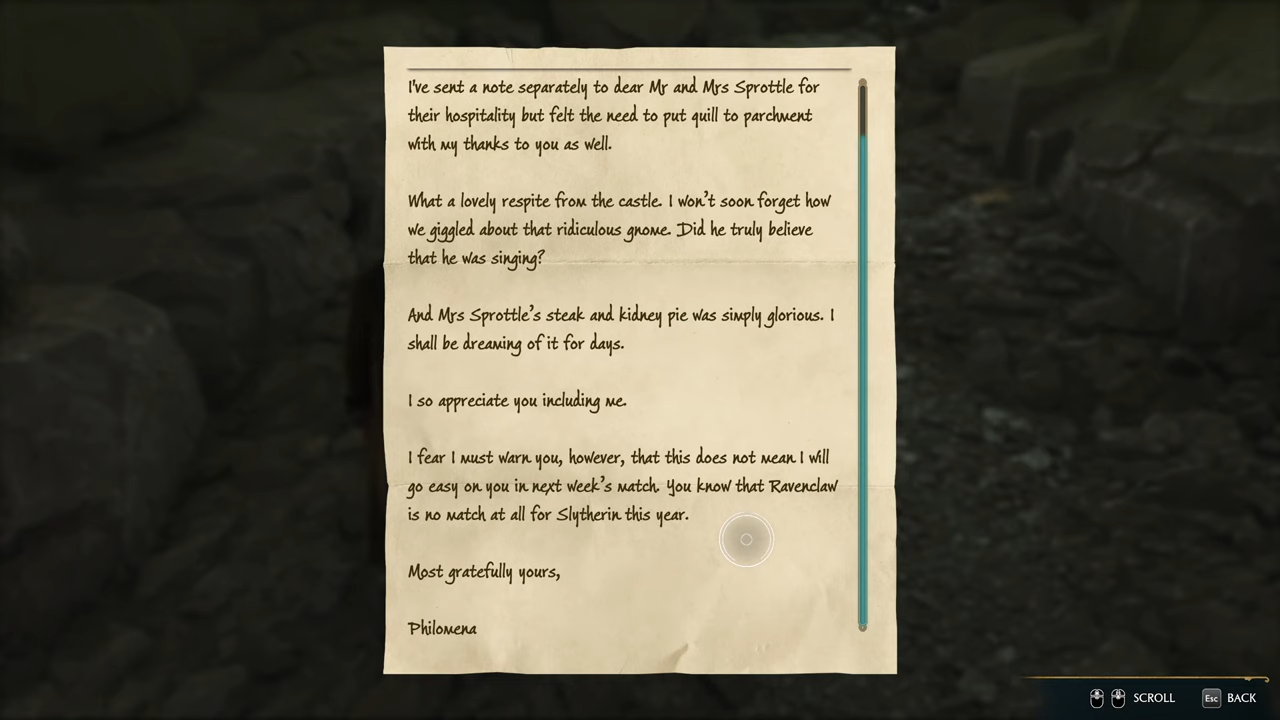 I've sent a note separately to dear Mr and Mrs Sprottle for
their hospitality but felt the need to put quill to parchment
with my thanks to you as well.
What a lovely respite from the castle. I won't soon forget how
we giggled about that ridiculous gnome. Did he truly believe
that he was singing?
And Mrs Sprottle's steak and kidney pie was simply glorious. I
shall be dreaming of it for days.
I so appreciate you including me.
I fear I must warn you, however, that this does not mean I will
go easy on you in next week's match. You know that Ravenclaw
is no match at all for Slytherin this year.
Most gratefully yours,
Philomena
SCROLL
Esc BACK